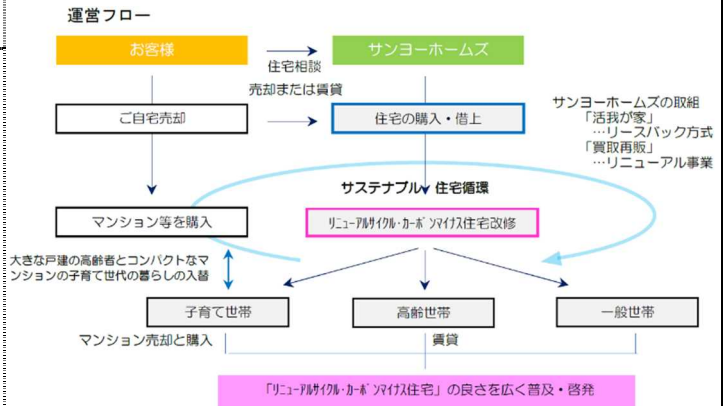 運営フロー
お客様
サンヨーホームズ
住宅相談
売却または賃貸
ご自宅売却
住宅の購入・借上
サンヨーホームズの取組
「活我が家」
…リースバック方式
「買取再販」
…リニューアル事業
サステナブル 住宅循環
マンション等を購入
ﾘﾆｭｰｱﾙｻｲｸﾙ･ｶｰﾎﾞﾝﾏｲﾅｽ住宅改修
大きな戸建の高齢者とコンパクトなマ
ンションの子育て世代の暮らしの入替
子育て世帯
高齢世帯
一般世帯
マンション売却と購入
賃貸
「ﾘﾆｭｰｱﾙｻｲｸﾙ･ｶｰﾎﾞﾝﾏｲﾅｽ住宅」の良さを広く普及・啓発